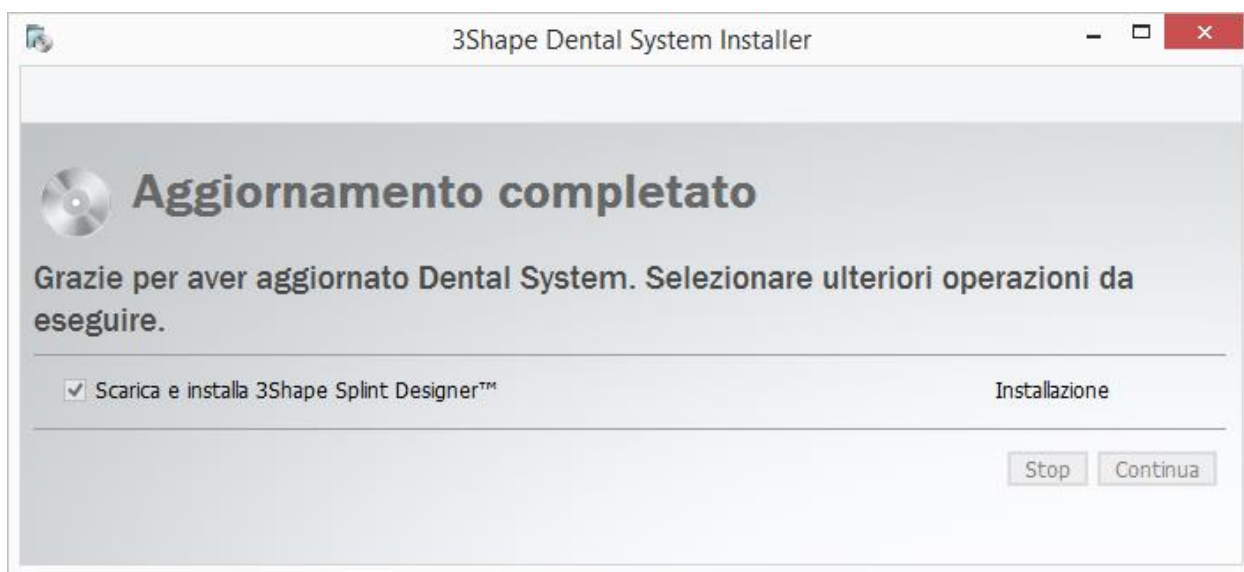 3Shape Dental System Installer
Aggiornamento completato
Grazie per aver aggiornato Dental System. Selezionare ulteriori operazioni da
eseguire.
Scarica e installa 3Shape Splint Designer™ Installazione
Stop Continua